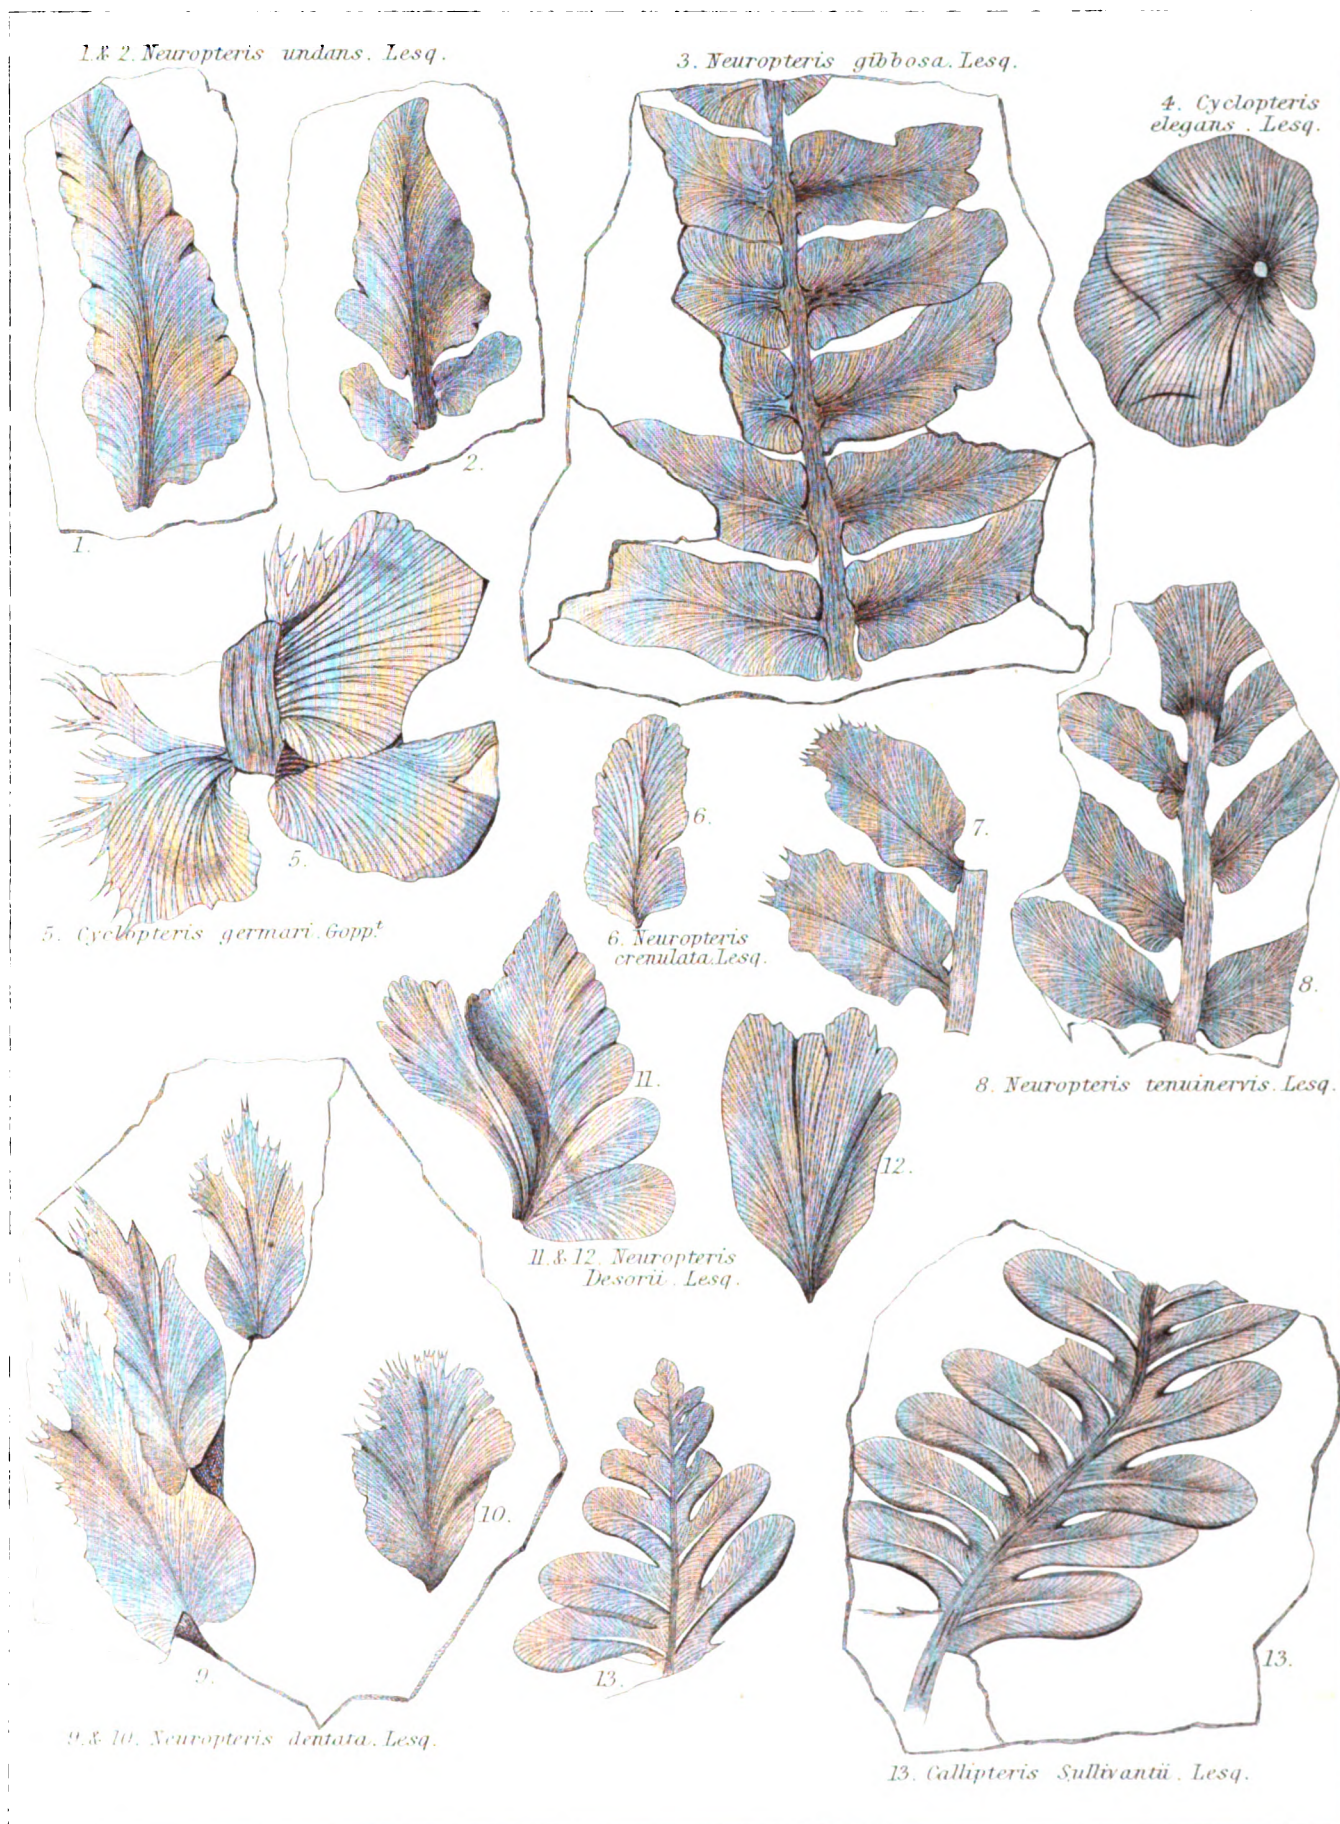 1.& 2. Neuropteris undans. Lesq.
3. Neuropteris gibbosa. Lesq.
4. Cyclopteris
elegans. Lesq.
2.
1.
5.
5. Cyclopteris germari. Gopp.t
6.
6. Neuropteris
crenulata. Lesq.
7.
8.
8. Neuropteris tenuinervis. Lesq.
11.
12.
11.& 12. Neuropteris
Desorii. Lesq.
10.
9.
9.& 10. Neuropteris dentata. Lesq.
13.
13.
13. Callipteris Sullivantii. Lesq.